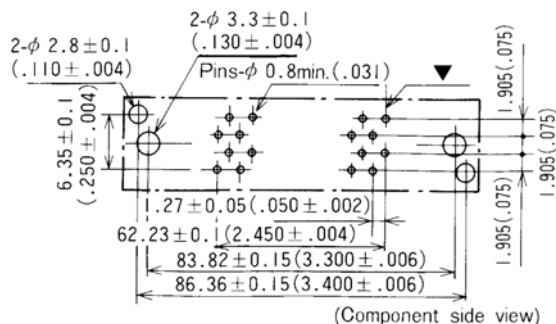 2-φ 3.3±0.1
(.130±.004)
2-φ 2.8±0.1
(.110±.004)
Pins-φ 0.8min.(.031)
6.35±0.1
(.250±.004)
1.905(.075)
1.905(.075)
1.905(.075)
.27±0.05(.050±.002)
62.23±0.1(2.450±.004)
83.82±0.15(3.300±.006)
86.36±0.15(3.400±.006)
(Component side view)